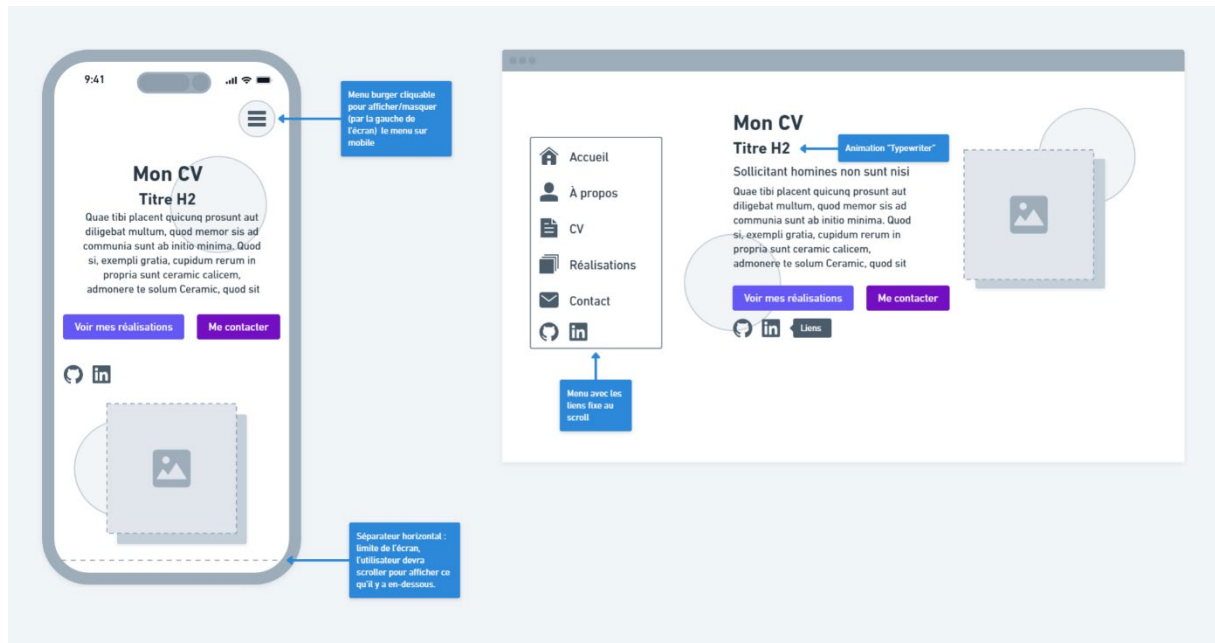 9:41
Menu burger cliquable
pour afficher/masquer
(par la gauche de
l'écran) le menu sur
mobile
Mon CV
Titre H2
Quae tibi placent quicunq prosunt aut
diligebat multum, quod memor sis ad
communia sunt ab initio minima. Quod
si, exempli gratia, cupidum rerum in
propria sunt ceramic calicem,
admonere te solum Ceramic, quod sit
Voir mes réalisations
Me contacter
in
Séparateur horizontal :
limite de l'écran,
l'utilisateur devra
scroller pour afficher ce
qu'il y a en-dessous.
Accueil
À propos
CV
Réalisations
Contact
in
Menu avec les
liens fixe au
scroll
Mon CV
Titre H2
Animation "Typewriter"
Sollicitant homines non sunt nisi
Quae tibi placent quicunq prosunt aut
diligebat multum, quod memor sis ad
communia sunt ab initio minima. Quod
si, exempli gratia, cupidum rerum in
propria sunt ceramic calicem,
admonere te solum Ceramic, quod sit
Voir mes réalisations
Me contacter
in
Liens